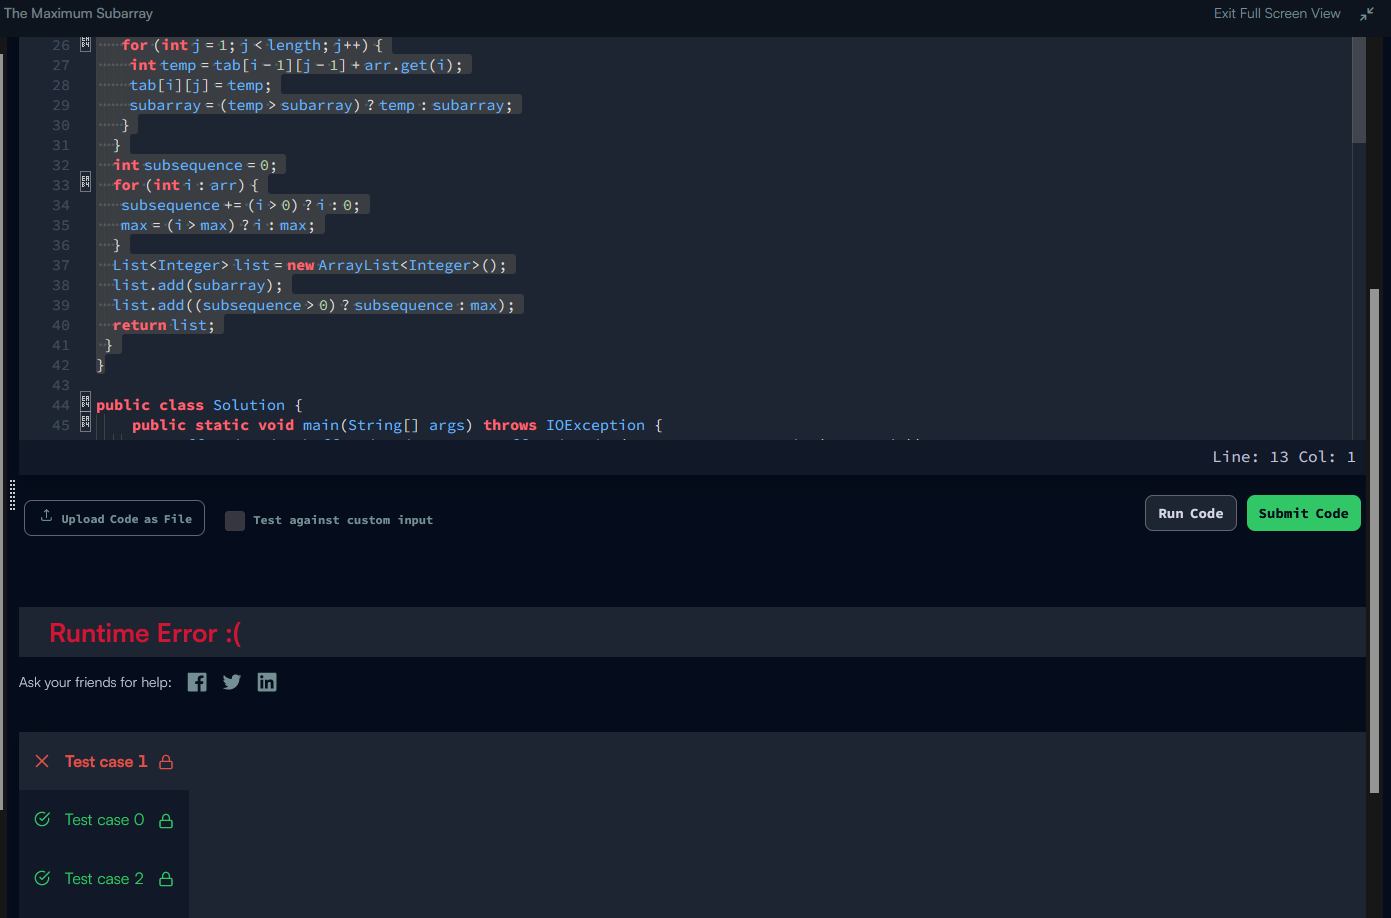 The Maximum Subarray
Exit Full Screen View
26 for (int j = 1; j < length; j++) {
27 int temp = tab[i - 1][j - 1] + arr.get(i);
28 tab[i][j] = temp;
29 subarray = (temp > subarray) ? temp : subarray;
30 }
31 }
32 int subsequence = 0;
33 for (int i : arr) {
34 subsequence += (i > 0) ? i : 0;
35 max = (i > max) ? i : max;
36 }
37 List<Integer> list = new ArrayList<Integer>();
38 list.add(subarray);
39 list.add((subsequence > 0) ? subsequence : max);
40 return list;
41 }
42 }
43
44 public class Solution {
45 public static void main(String[] args) throws IOException {
Line: 13 Col: 1
Upload Code as File
Test against custom input
Run Code
Submit Code
Runtime Error :(
Ask your friends for help:
Test case 1
Test case 0
Test case 2